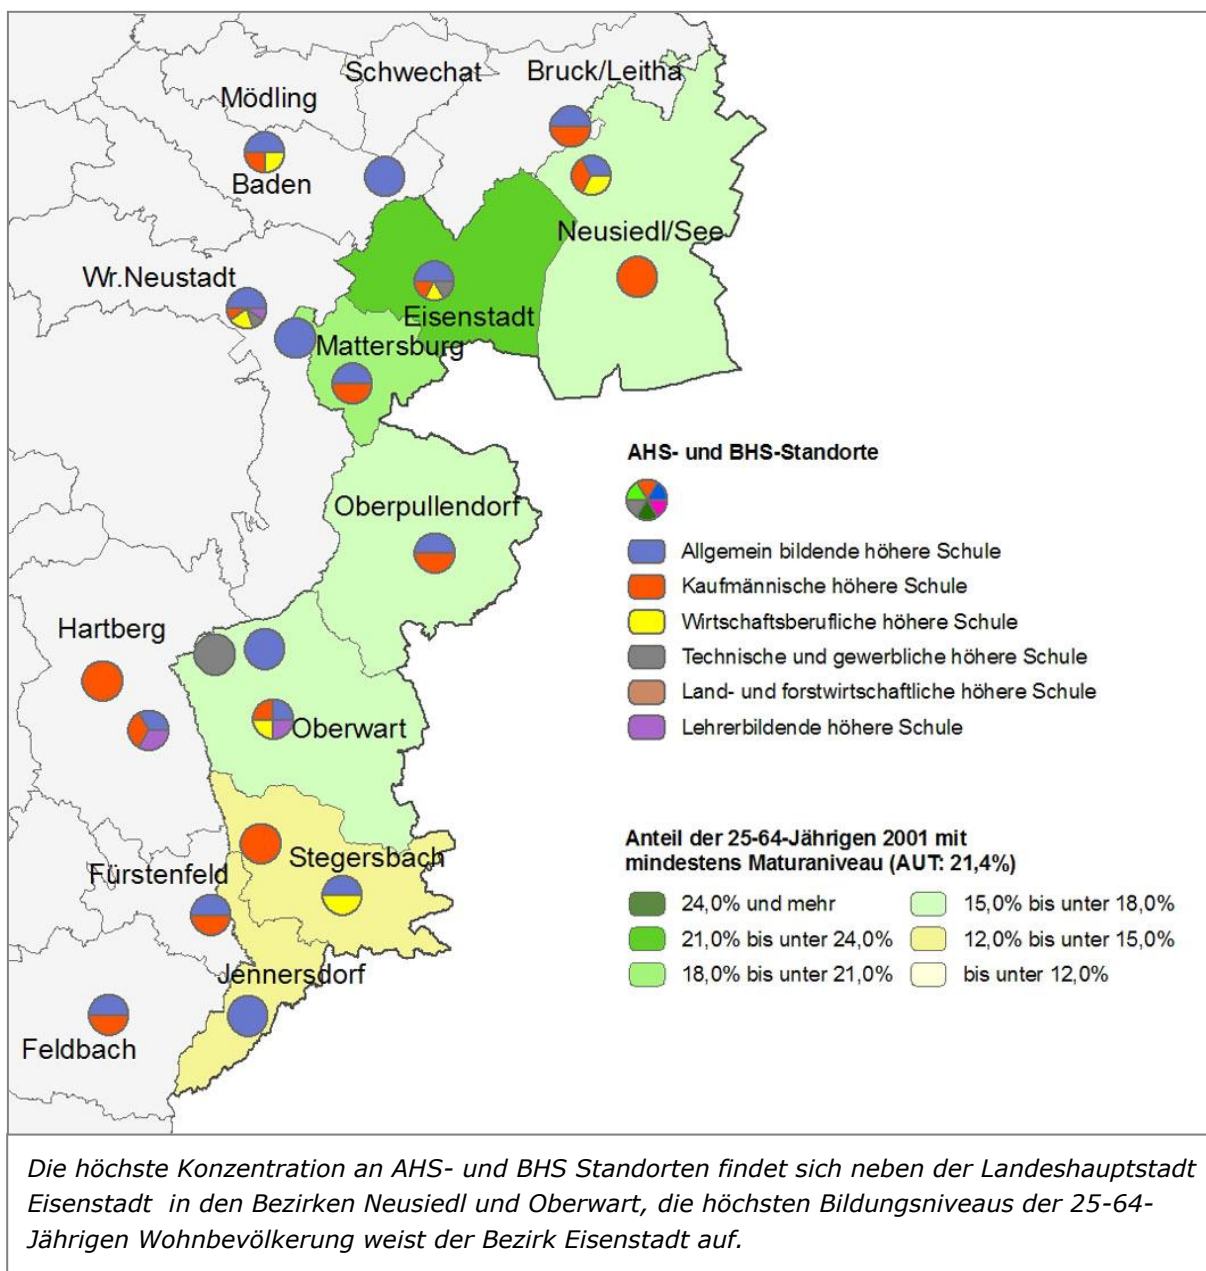 Schwechat
Bruck/Leitha
Mödling
Baden
Neusiedl/See
Wr.Neustadt
Eisenstadt
Mattersburg
AHS- und BHS-Standorte
Oberpullendorf
Allgemein bildende höhere Schule
Kaufmännische höhere Schule
Wirtschaftsberufliche höhere Schule
Technische und gewerbliche höhere Schule
Land- und forstwirtschaftliche höhere Schule
Lehrerbildende höhere Schule
Hartberg
Oberwart
Stegersbach
Fürstenfeld
Jennersdorf
Feldbach
Anteil der 25-64-Jährigen 2001 mit
mindestens Maturaniveau (AUT: 21,4%)
24,0% und mehr
21,0% bis unter 24,0%
18,0% bis unter 21,0%
15,0% bis unter 18,0%
12,0% bis unter 15,0%
bis unter 12,0%
Die höchste Konzentration an AHS- und BHS Standorten findet sich neben der Landeshauptstadt
Eisenstadt in den Bezirken Neusiedl und Oberwart, die höchsten Bildungsniveaus der 25-64-
Jährigen Wohnbevölkerung weist der Bezirk Eisenstadt auf.